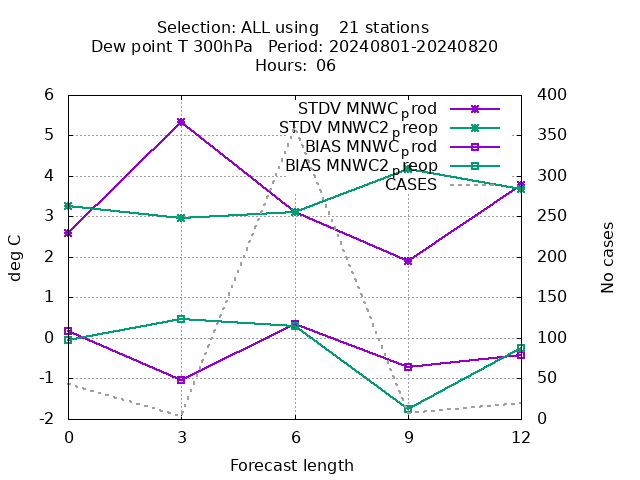 Selection: ALL using    21 stations
Dew point T 300hPa   Period: 20240801-20240820
Hours: 06
STDV MNWC_prod
STDV MNWC2_preop
BIAS MNWC_prod
BIAS MNWC2_preop
CASES
6
5
4
3
2
1
0
-1
-2
deg C
400
350
300
250
200
150
100
50
0
No cases
0 3 6 9 12
Forecast length